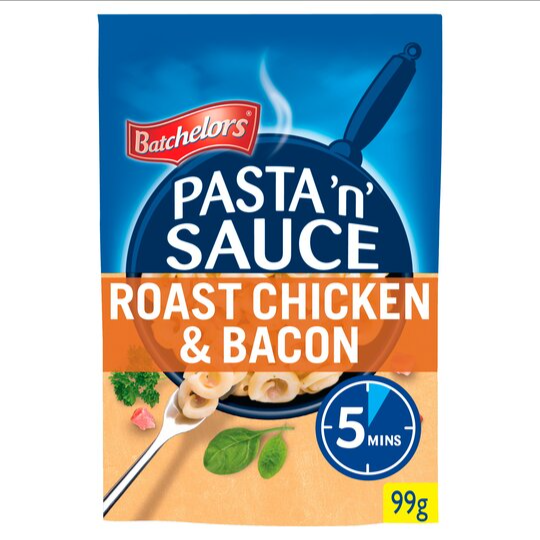 Batchelors®
PASTA 'n'
SAUCE
ROAST CHICKEN
& BACON
5 MINS
99g